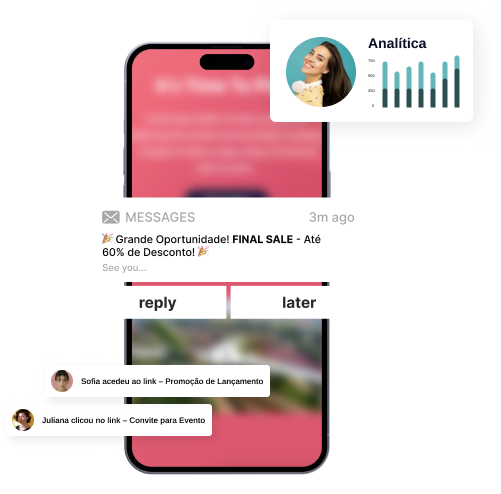 Analítica
750
500
250
0
MESSAGES 3m ago
🎉 Grande Oportunidade! FINAL SALE - Até
60% de Desconto! 🎉
See you...
reply later
Sofia acedeu ao link – Promoção de Lançamento
Juliana clicou no link – Convite para Evento